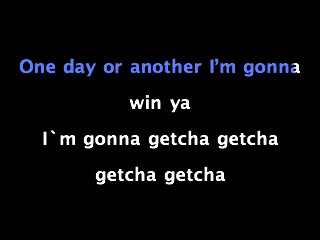 One day or another I’m gonna
win ya
I`m gonna getcha getcha
getcha getcha